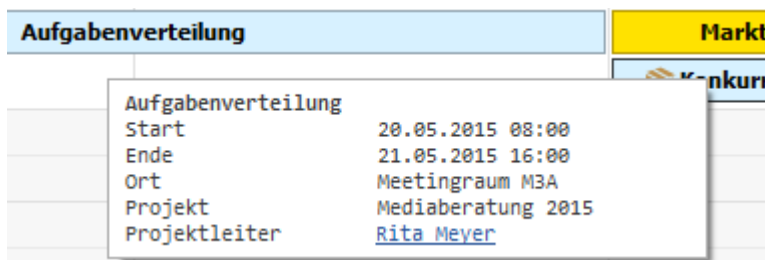 Aufgabenverteilung
Markt
Konkurr
Aufgabenverteilung
Start 20.05.2015 08:00
Ende 21.05.2015 16:00
Ort Meetingraum M3A
Projekt Mediaberatung 2015
Projektleiter Rita Meyer